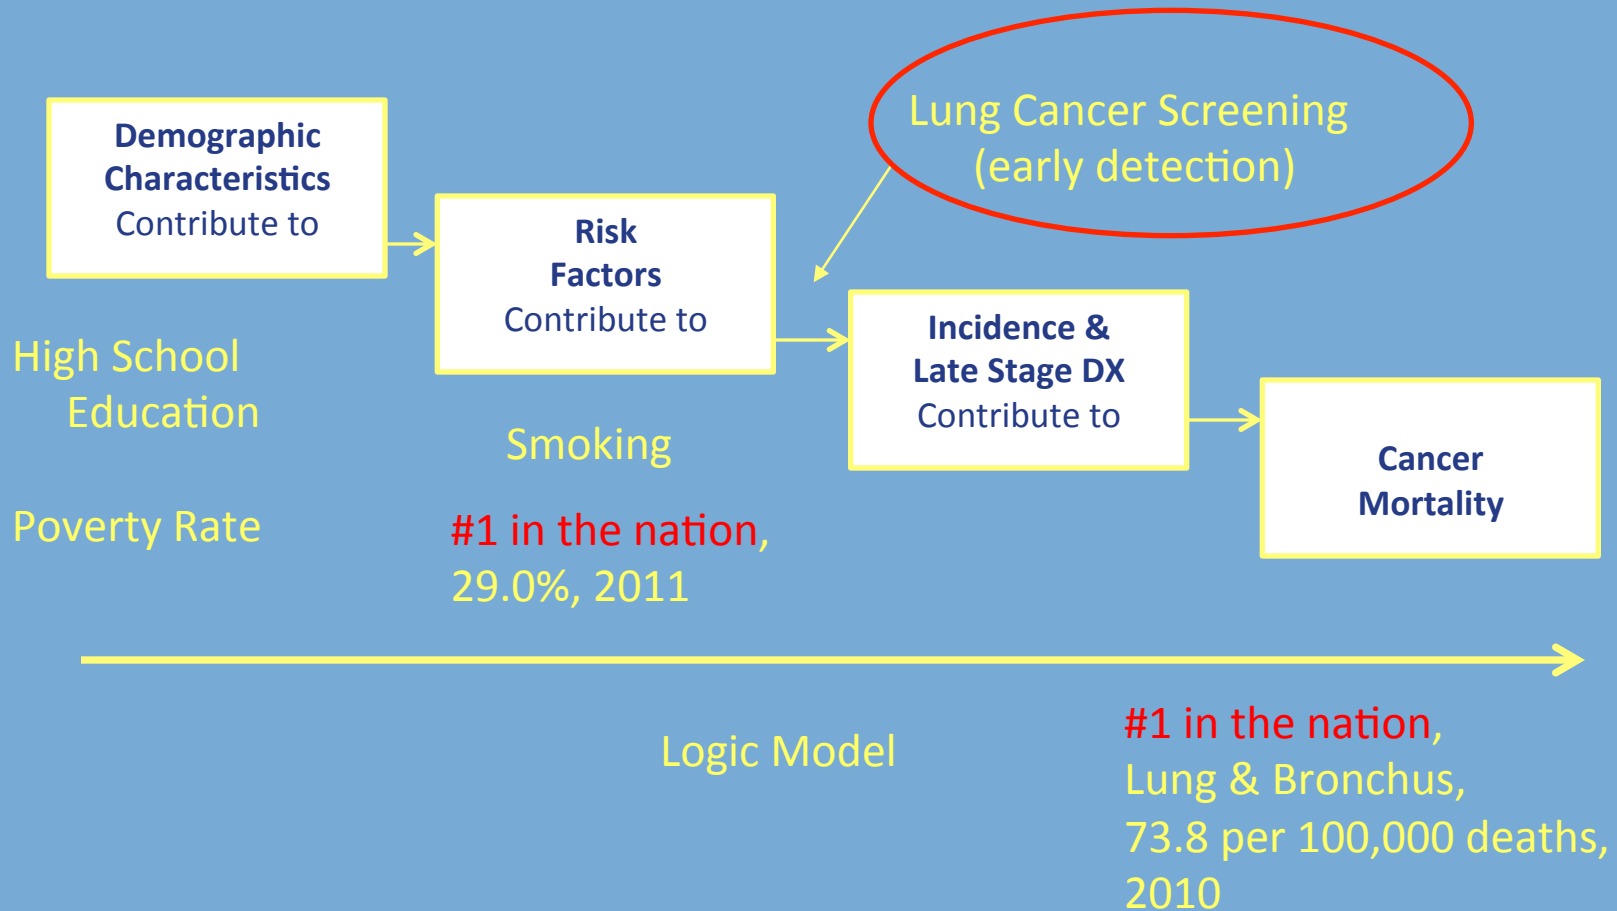 Lung Cancer Screening
(early detection)
Demographic
Characteristics
Contribute to
Risk
Factors
Contribute to
Incidence &
Late Stage DX
Contribute to
Cancer
Mortality
High School
Education
Poverty Rate
Smoking
#1 in the nation,
29.0%, 2011
Logic Model
#1 in the nation,
Lung & Bronchus,
73.8 per 100,000 deaths,
2010